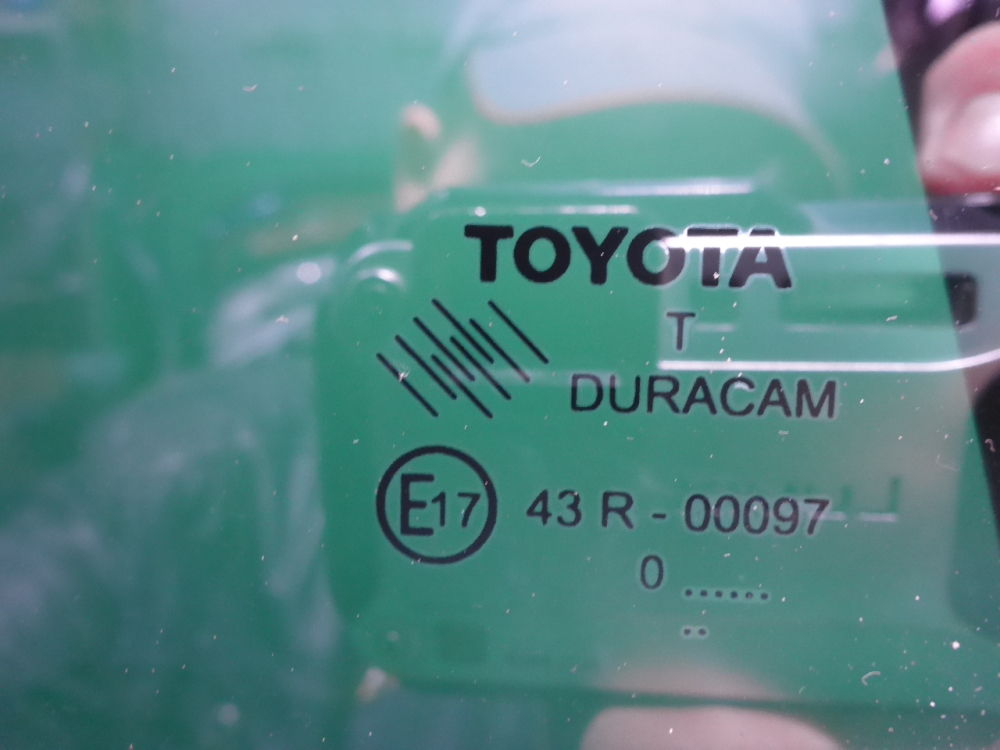 TOYOTA
T
DURACAM
E17 43 R - 00097
0 ......
..